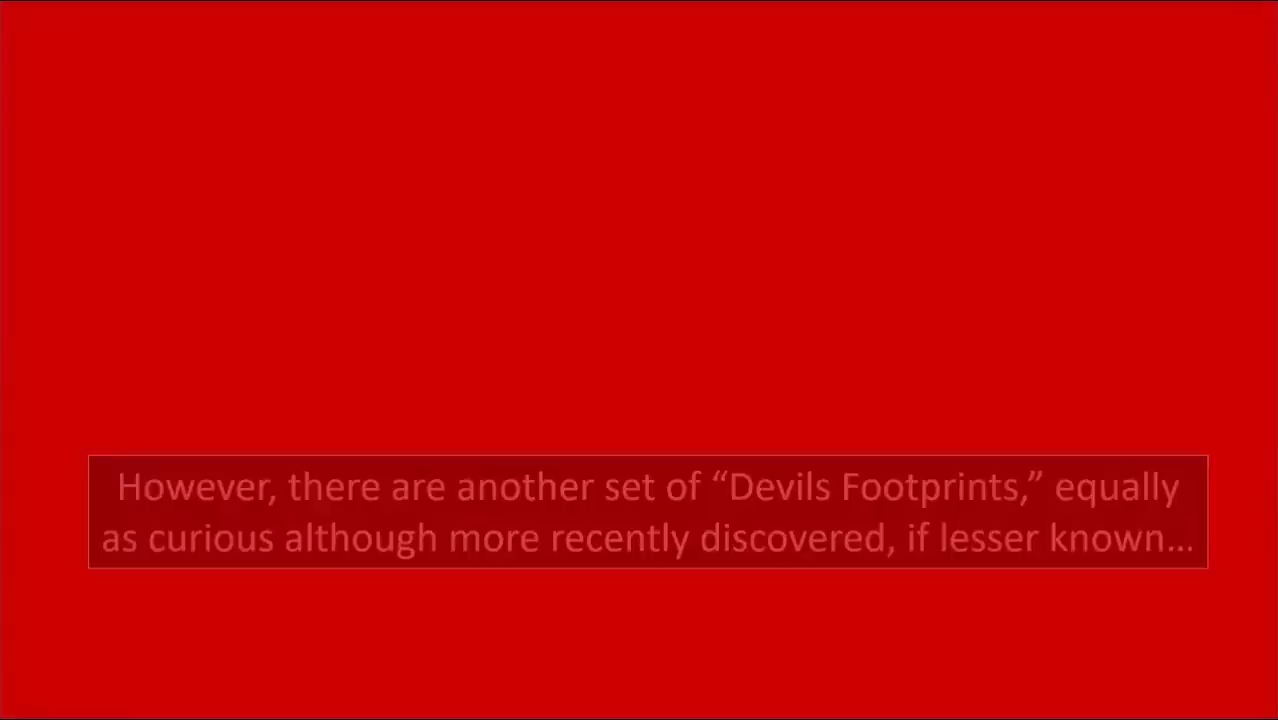 However, there are another set of “Devils Footprints,” equally
as curious although more recently discovered, if lesser known...